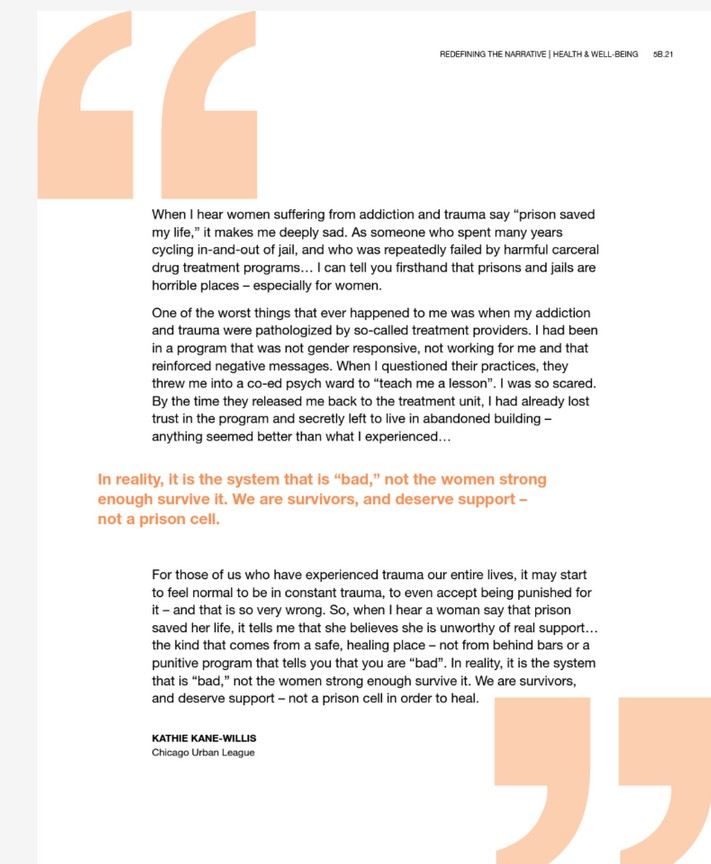 REDEFINING THE NARRATIVE | HEALTH & WELL-BEING 5B.21
When I hear women suffering from addiction and trauma say “prison saved
my life,” it makes me deeply sad. As someone who spent many years
cycling in-and-out of jail, and who was repeatedly failed by harmful carceral
drug treatment programs… I can tell you firsthand that prisons and jails are
horrible places – especially for women.
One of the worst things that ever happened to me was when my addiction
and trauma were pathologized by so-called treatment providers. I had been
in a program that was not gender responsive, not working for me and that
reinforced negative messages. When I questioned their practices, they
threw me into a co-ed psych ward to “teach me a lesson”. I was so scared.
By the time they released me back to the treatment unit, I had already lost
trust in the program and secretly left to live in abandoned building –
anything seemed better than what I experienced…
In reality, it is the system that is “bad,” not the women strong
enough survive it. We are survivors, and deserve support –
not a prison cell.
For those of us who have experienced trauma our entire lives, it may start
to feel normal to be in constant trauma, to even accept being punished for
it – and that is so very wrong. So, when I hear a woman say that prison
saved her life, it tells me that she believes she is unworthy of real support…
the kind that comes from a safe, healing place – not from behind bars or a
punitive program that tells you that you are “bad”. In reality, it is the system
that is “bad,” not the women strong enough survive it. We are survivors,
and deserve support – not a prison cell in order to heal.
KATHIE KANE-WILLIS
Chicago Urban League